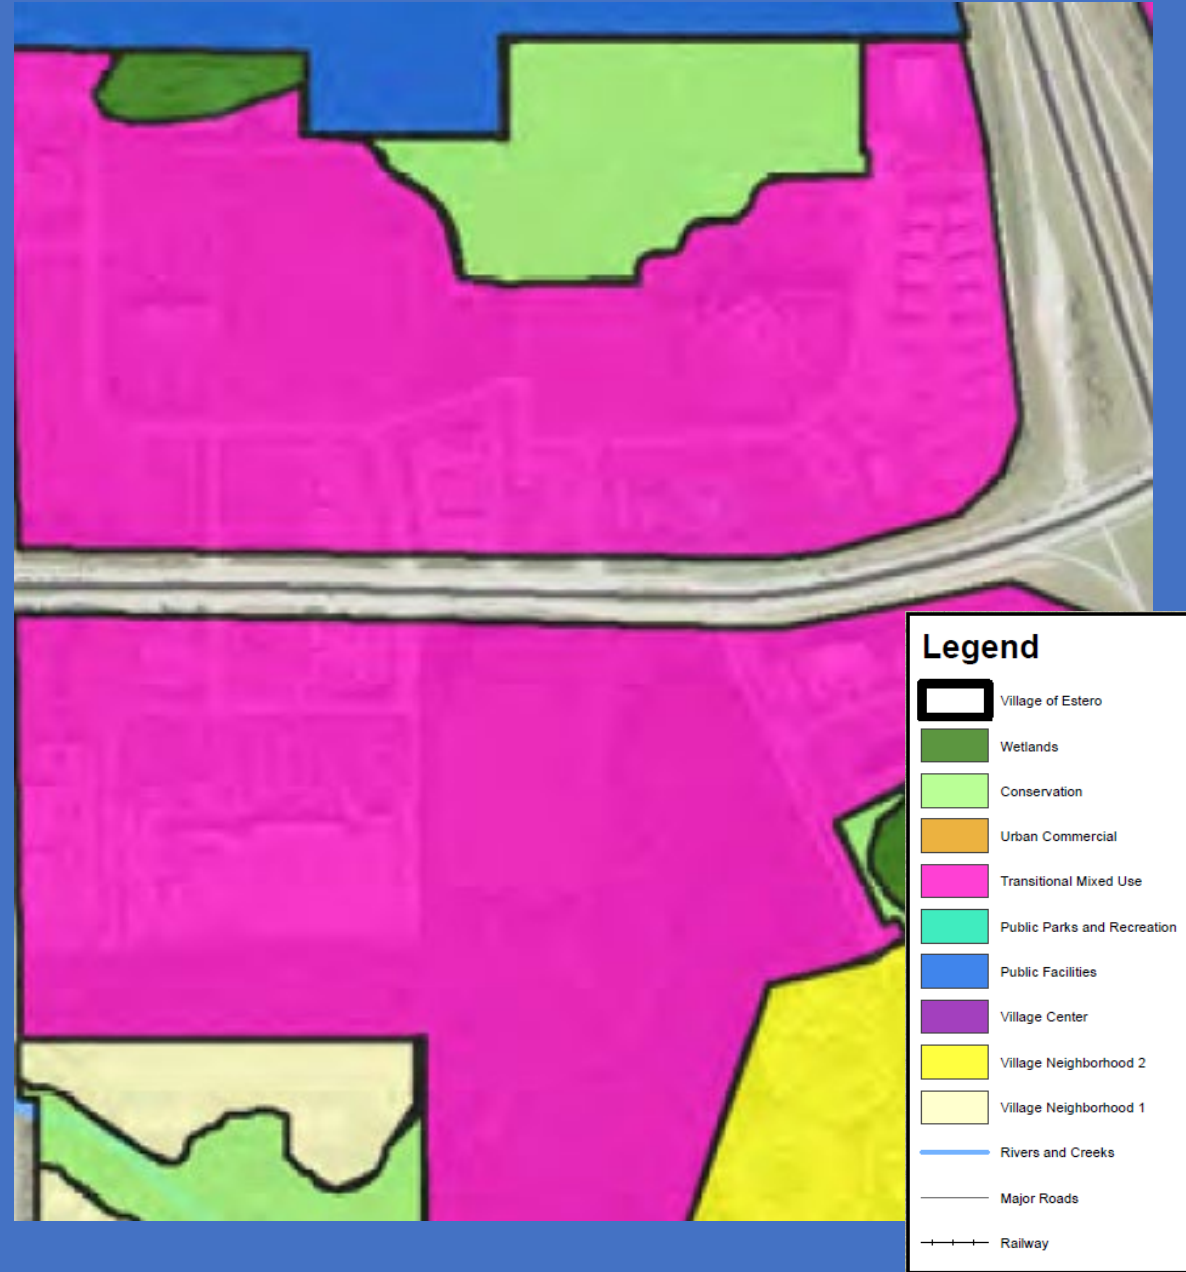 Legend
Village of Estero
Wetlands
Conservation
Urban Commercial
Transitional Mixed Use
Public Parks and Recreation
Public Facilities
Village Center
Village Neighborhood 2
Village Neighborhood 1
Rivers and Creeks
Major Roads
Railway